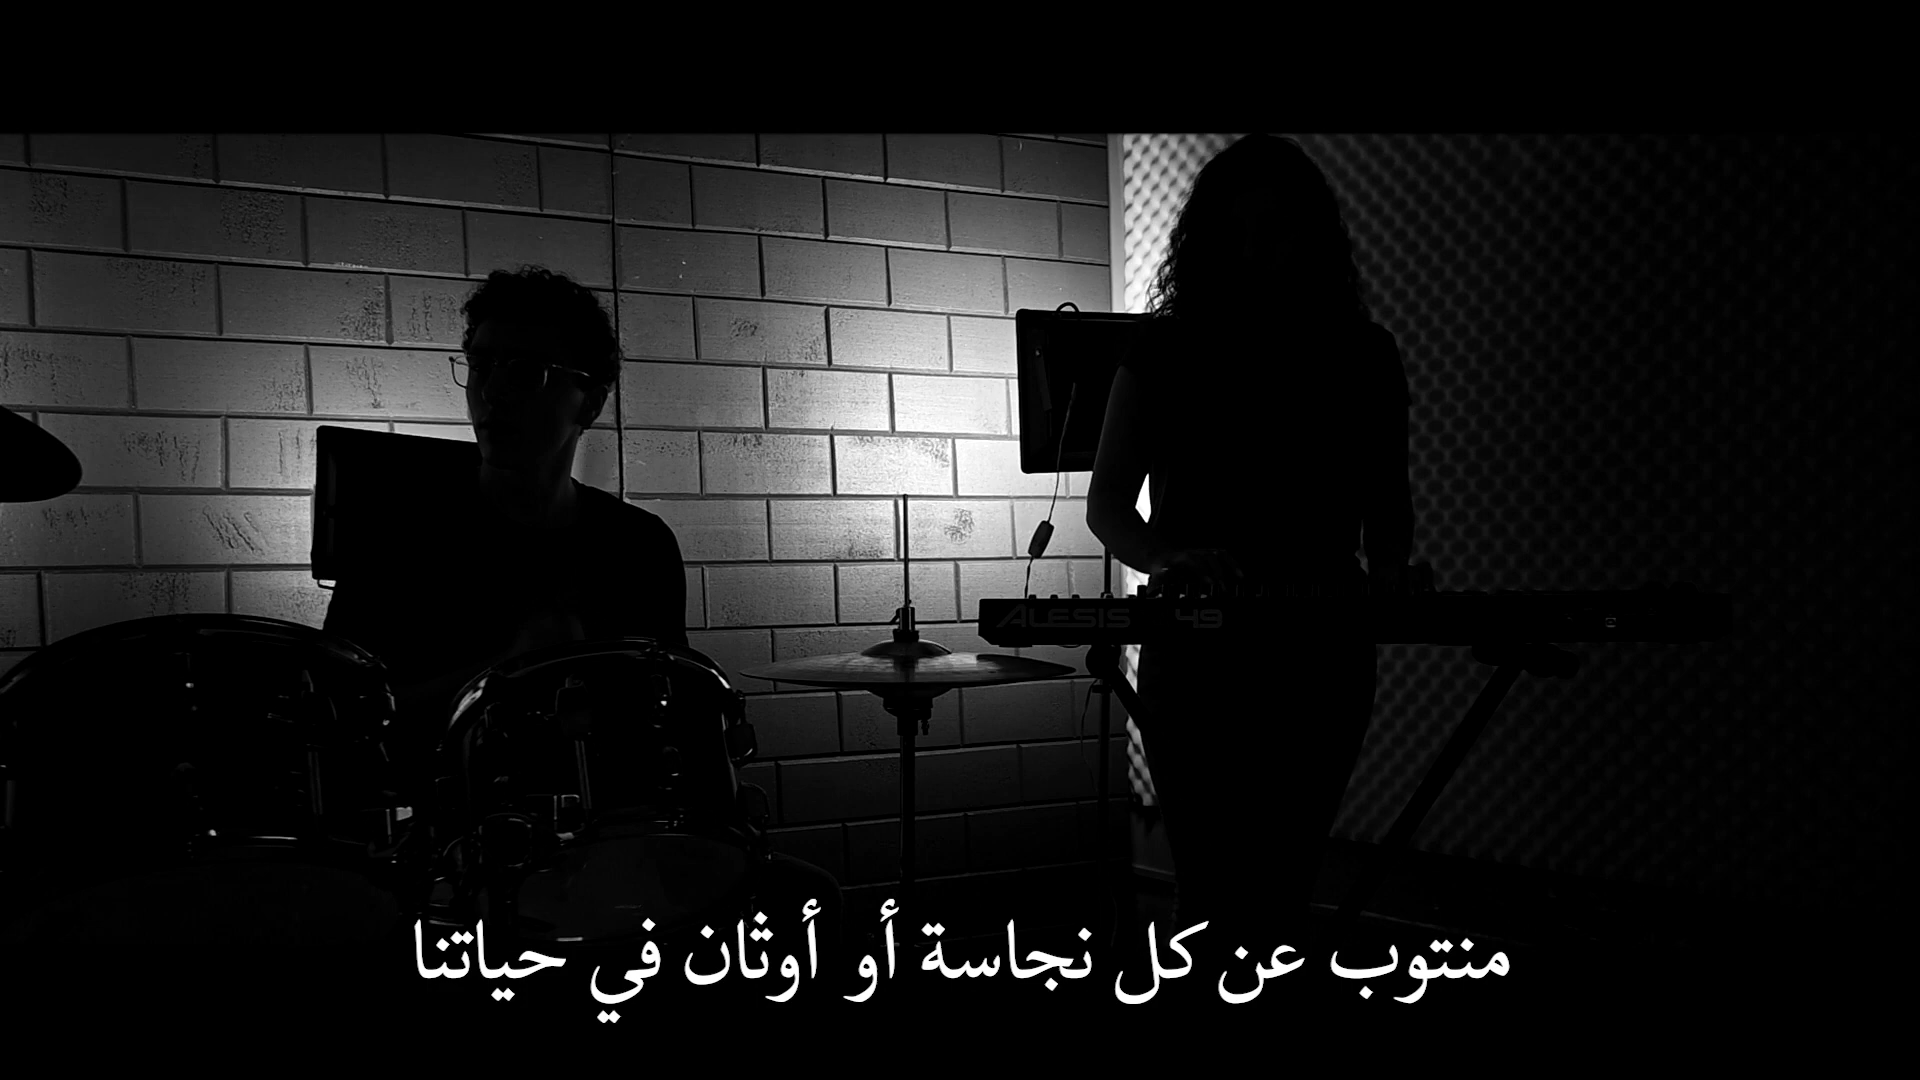 ALESIS 49
منتوب عن كل نجاسة أو أوثان في حياتنا